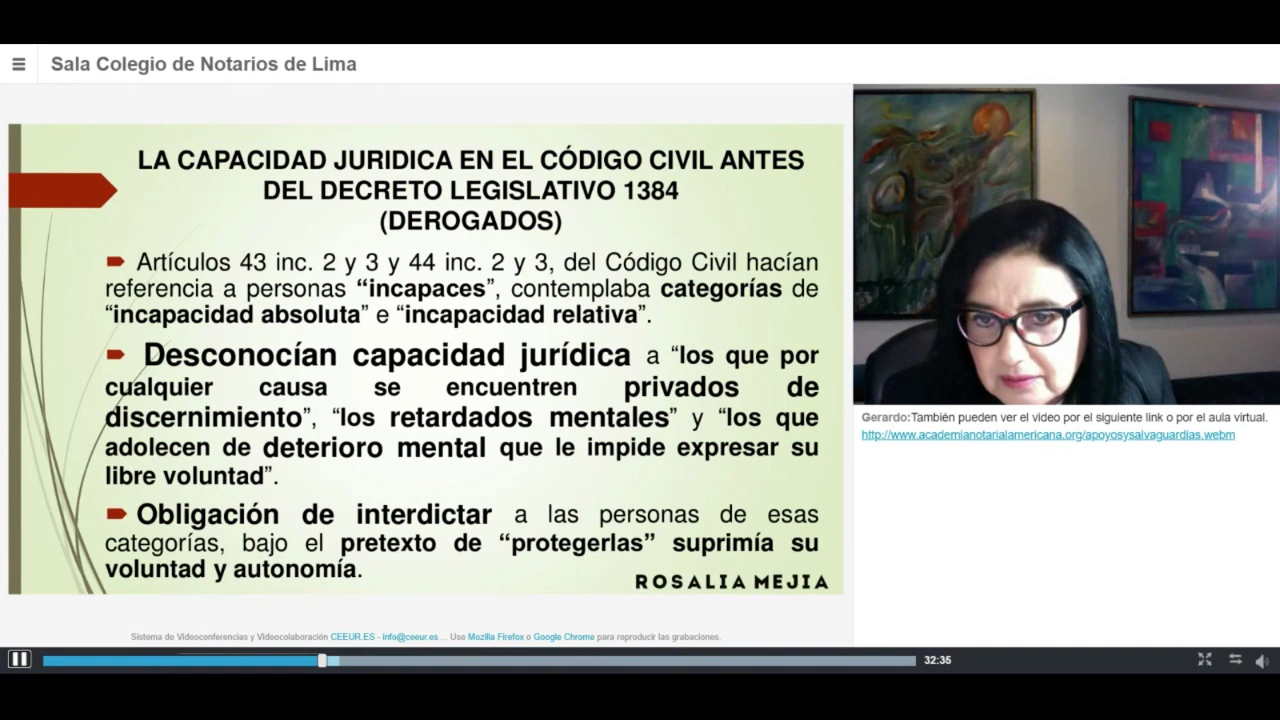 Sala Colegio de Notarios de Lima
LA CAPACIDAD JURIDICA EN EL CÓDIGO CIVIL ANTES
DEL DECRETO LEGISLATIVO 1384
(DEROGADOS)
Artículos 43 inc. 2 y 3 y 44 inc. 2 y 3, del Código Civil hacían
referencia a personas “incapaces”, contemplaba categorías de
“incapacidad absoluta” e “incapacidad relativa”.
Desconocían capacidad jurídica a “los que por
cualquier causa se encuentren privados de
discernimiento”, “los retardados mentales” y “los que
adolecen de deterioro mental que le impide expresar su
libre voluntad”.
Obligación de interdictar a las personas de esas
categorías, bajo el pretexto de “protegerlas” suprimía su
voluntad y autonomía.
ROSALIA MEJIA
Gerardo:También pueden ver el video por el siguiente link o por el aula virtual.
http://www.academianotarialamericana.org/apoyosysalvaguardias.webm
Sistema de Videoconferencias y Videocolaboración CEEUR.ES - info@ceeur.es ... Use Mozilla Firefox o Google Chrome para reproducir las grabaciones.
32:35